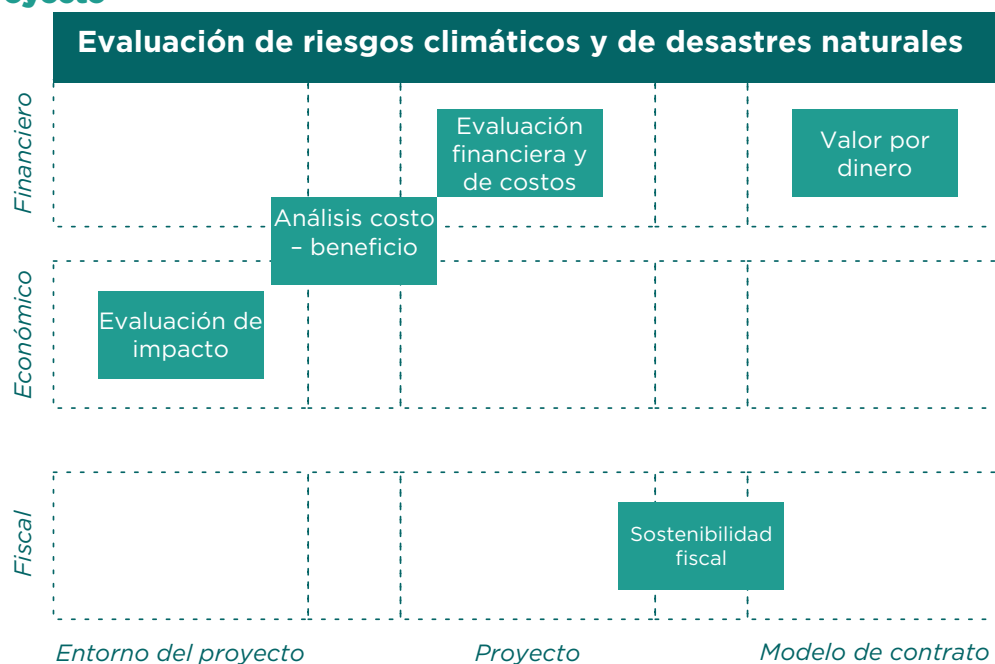 Evaluación de riesgos climáticos y de desastres naturales
Financiero
Evaluación
financiera y
de costos
Valor por
dinero
Análisis costo
– beneficio
Económico
Evaluación de
impacto
Fiscal
Sostenibilidad
fiscal
Entorno del proyecto
Proyecto
Modelo de contrato